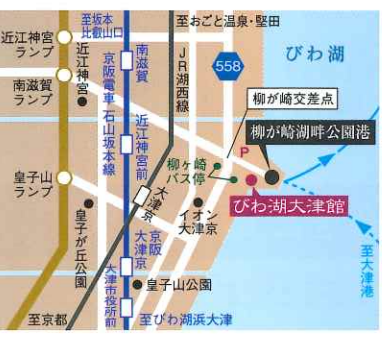 至坂本
比叡山口
至おごと温泉・堅田
近江神宮
ランプ
近江神宮
南滋賀
JR湖西線
558
びわ湖
南滋賀
ランプ
京阪電車 石山坂本線
柳が崎交差点
近江神宮前
P
柳が崎湖畔公園港
柳ヶ崎
バス停
皇子山
ランプ
大津京
びわ湖大津館
イオン
大津京
皇子が丘公園
京阪
大津京
至大津港
大津市役所前
皇子山公園
至京都
至びわ湖浜大津